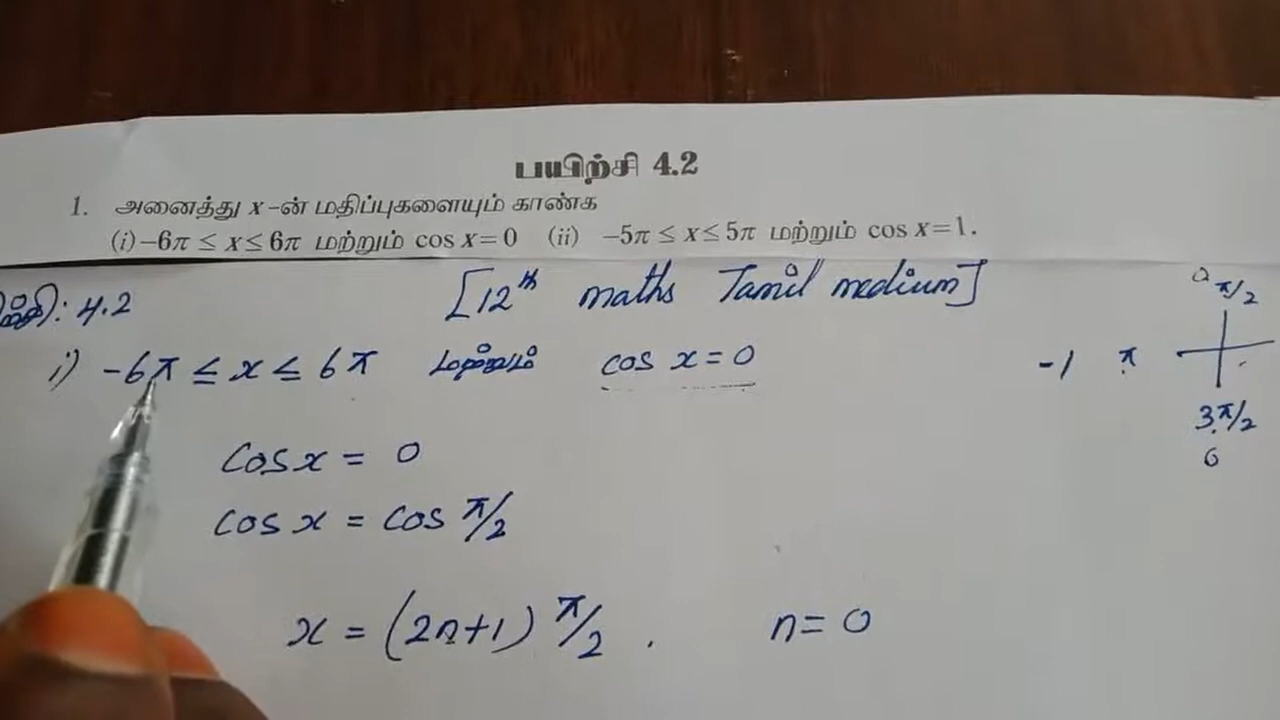 பயிற்சி 4.2
1. அனைத்து x-ன் மதிப்புகளையும் காண்க
(i) -6π ≤ x ≤ 6π மற்றும் cos x = 0 (ii) -5π ≤ x ≤ 5π மற்றும் cos x = 1.
[12th maths Tamil medium]
: 4.2
i) -6π ≤ x ≤ 6π மற்றும் cos x = 0
cos x = 0
cos x = cos π/2
x = (2n+1) π/2 . n = 0
0 π/2
-1 π
3π/2
0